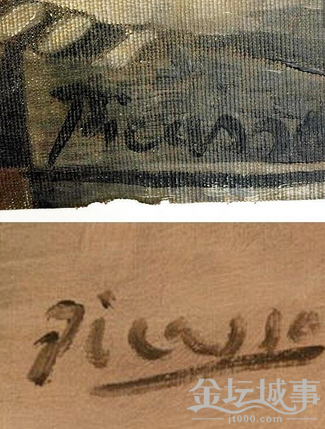 Picasso
Picasso
金坛城事
jt000.com